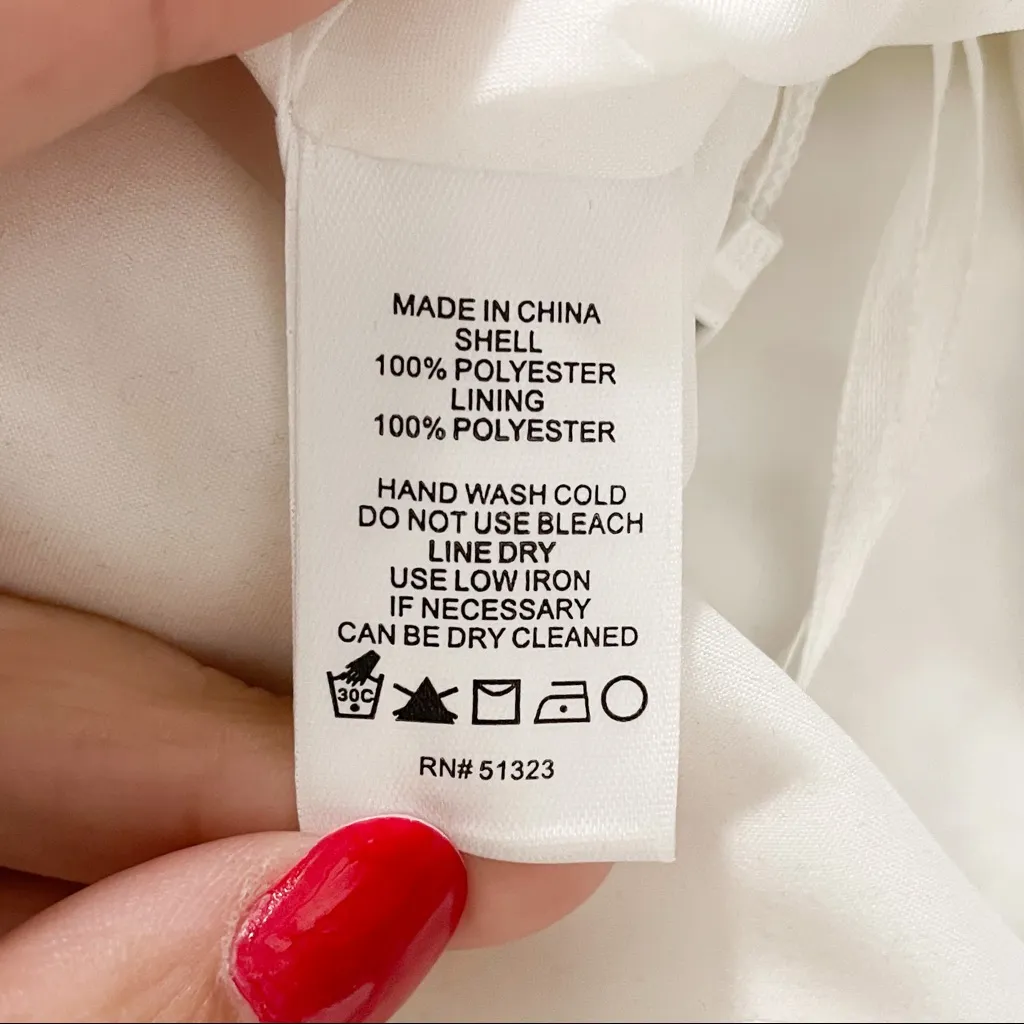 MADE IN CHINA
SHELL
100% POLYESTER
LINING
100% POLYESTER
HAND WASH COLD
DO NOT USE BLEACH
LINE DRY
USE LOW IRON
IF NECESSARY
CAN BE DRY CLEANED
30C
RN# 51323